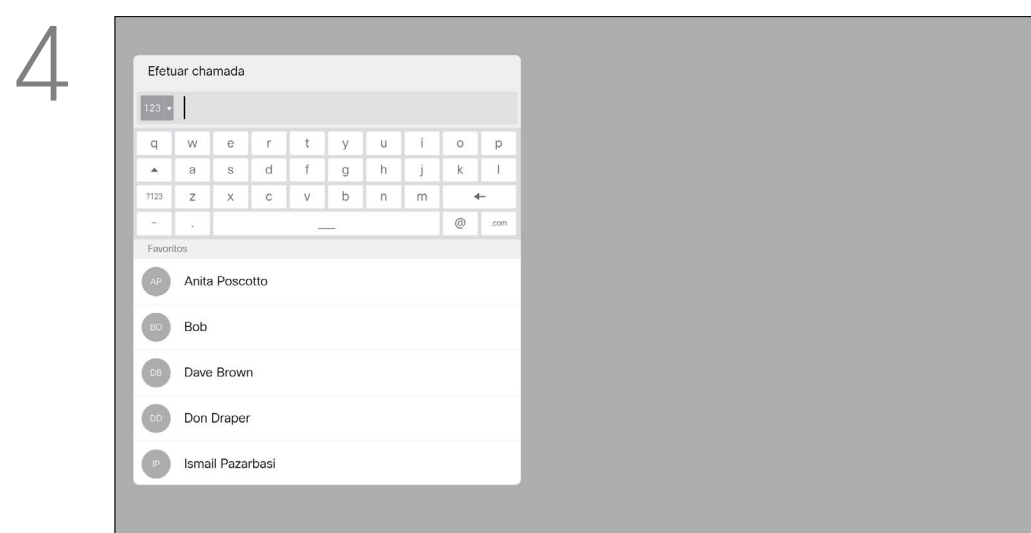 4
Efetuar chamada
123
q w e r t y u i o p
a s d f g h j k l
?123 z x c v b n m
- . @ .com
Favoritos
AP Anita Poscotto
BO Bob
DB Dave Brown
DD Don Draper
IP Ismail Pazarbasi